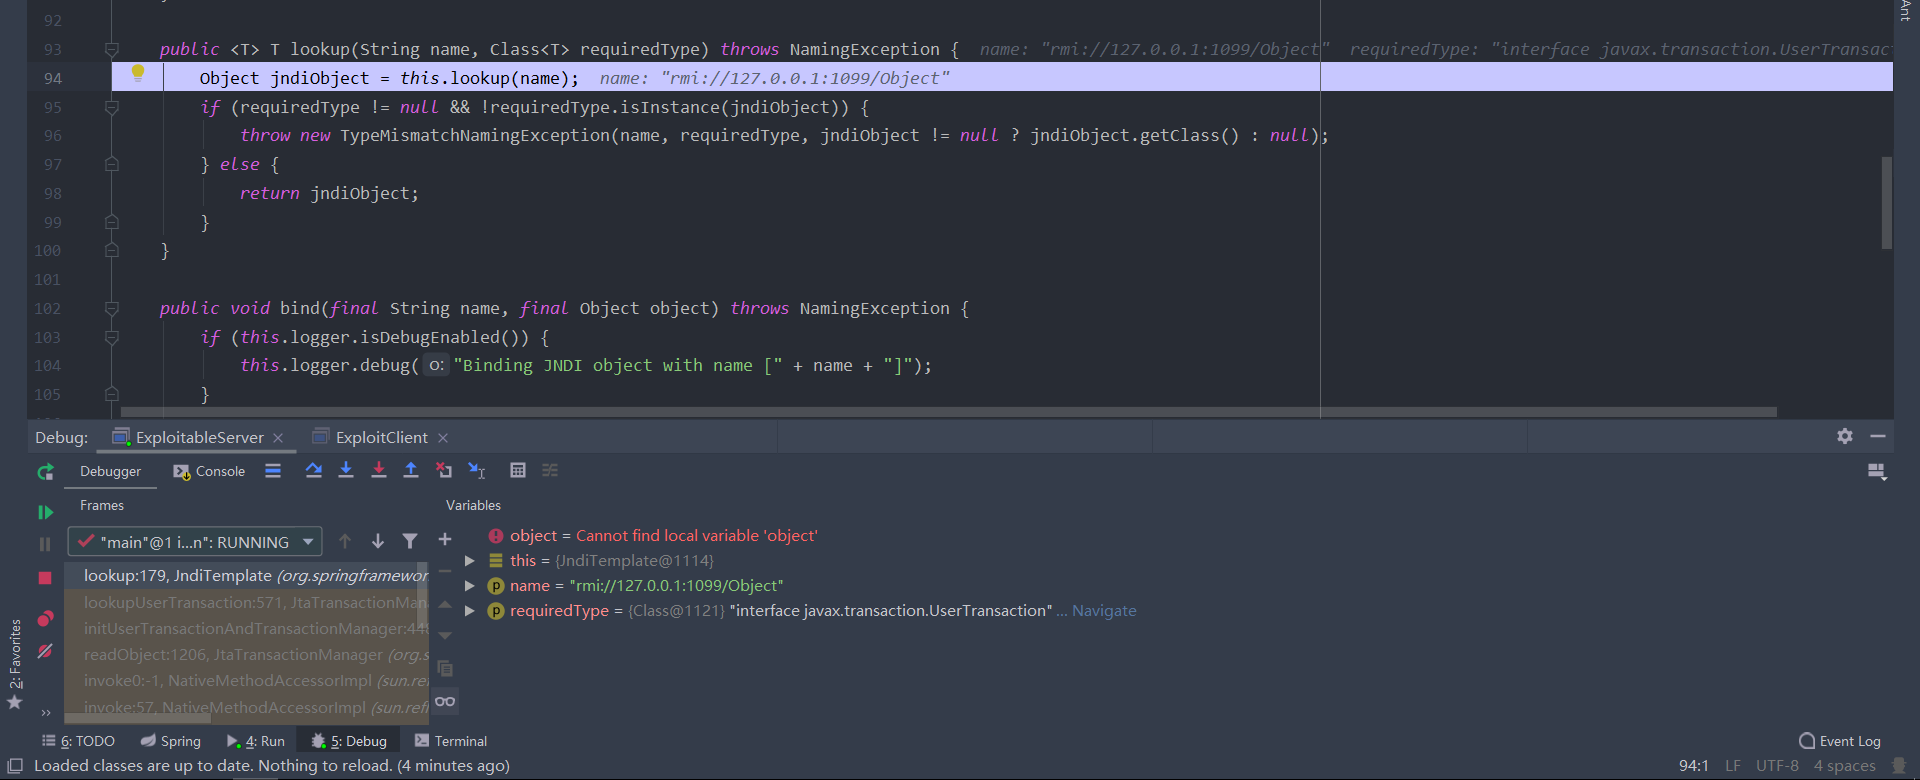 Ant
92
93 public <T> T lookup(String name, Class<T> requiredType) throws NamingException { name: "rmi://127.0.0.1:1099/Object" requiredType: "interface javax.transaction.UserTransact
94 Object jndiObject = this.lookup(name); name: "rmi://127.0.0.1:1099/Object"
95 if (requiredType != null && !requiredType.isInstance(jndiObject)) {
96 throw new TypeMismatchNamingException(name, requiredType, jndiObject != null ? jndiObject.getClass() : null);
97 } else {
98 return jndiObject;
99 }
100 }
101
102 public void bind(final String name, final Object object) throws NamingException {
103 if (this.logger.isDebugEnabled()) {
104 this.logger.debug( o: "Binding JNDI object with name [" + name + "]");
105 }
Debug: ExploitableServer ExploitClient
Debugger Console
Frames Variables
"main"@1 i...n": RUNNING
object = Cannot find local variable 'object'
this = {JndiTemplate@1114}
name = "rmi://127.0.0.1:1099/Object"
requiredType = {Class@1121} "interface javax.transaction.UserTransaction" ... Navigate
lookup:179, JndiTemplate (org.springframewor
lookupUserTransaction:571, JtaTransactionMana
initUserTransactionAndTransactionManager:448
readObject:1206, JtaTransactionManager (org.s
invoke0:-1, NativeMethodAccessorImpl (sun.refl
invoke:57, NativeMethodAccessorImpl (sun.refl
2: Favorites
6: TODO Spring 4: Run 5: Debug Terminal Event Log
Loaded classes are up to date. Nothing to reload. (4 minutes ago) 94:1 LF UTF-8 4 spaces